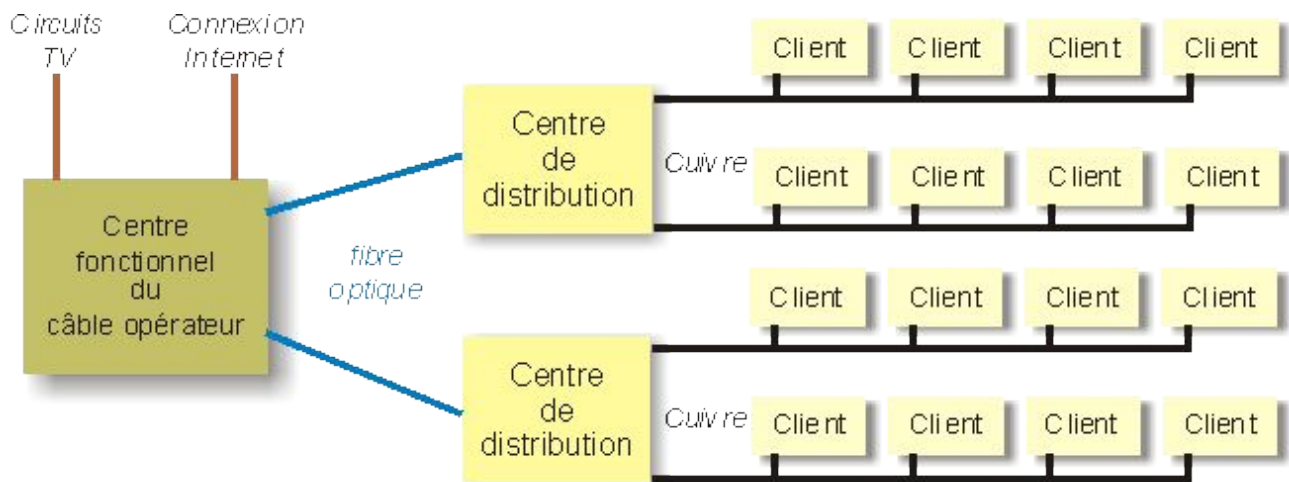 Circuits
TV
Connexion
Internet
Client Client Client Client
Centre
de
distribution
Cuivre
Client Client Client Client
Centre
fonctionnel
du
câble opérateur
fibre
optique
Client Client Client Client
Centre
de
distribution
Cuivre
Client Client Client Client